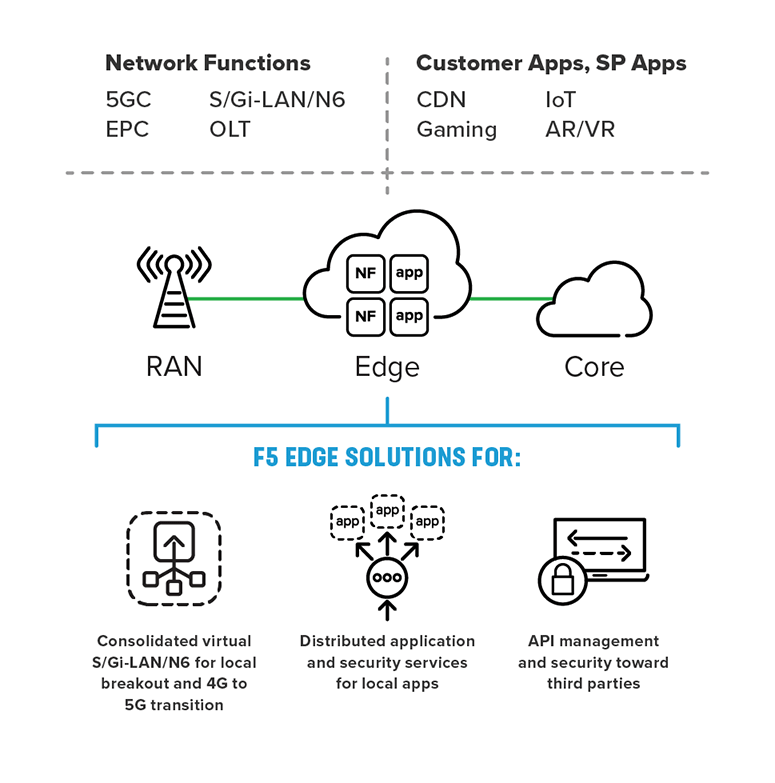 Network Functions
5GC S/Gi-LAN/N6
EPC OLT
Customer Apps, SP Apps
CDN IoT
Gaming AR/VR
NF app
NF app
RAN
Edge
Core
F5 EDGE SOLUTIONS FOR:
app app app
Consolidated virtual
S/Gi-LAN/N6 for local
breakout and 4G to
5G transition
Distributed application
and security services
for local apps
API management
and security toward
third parties